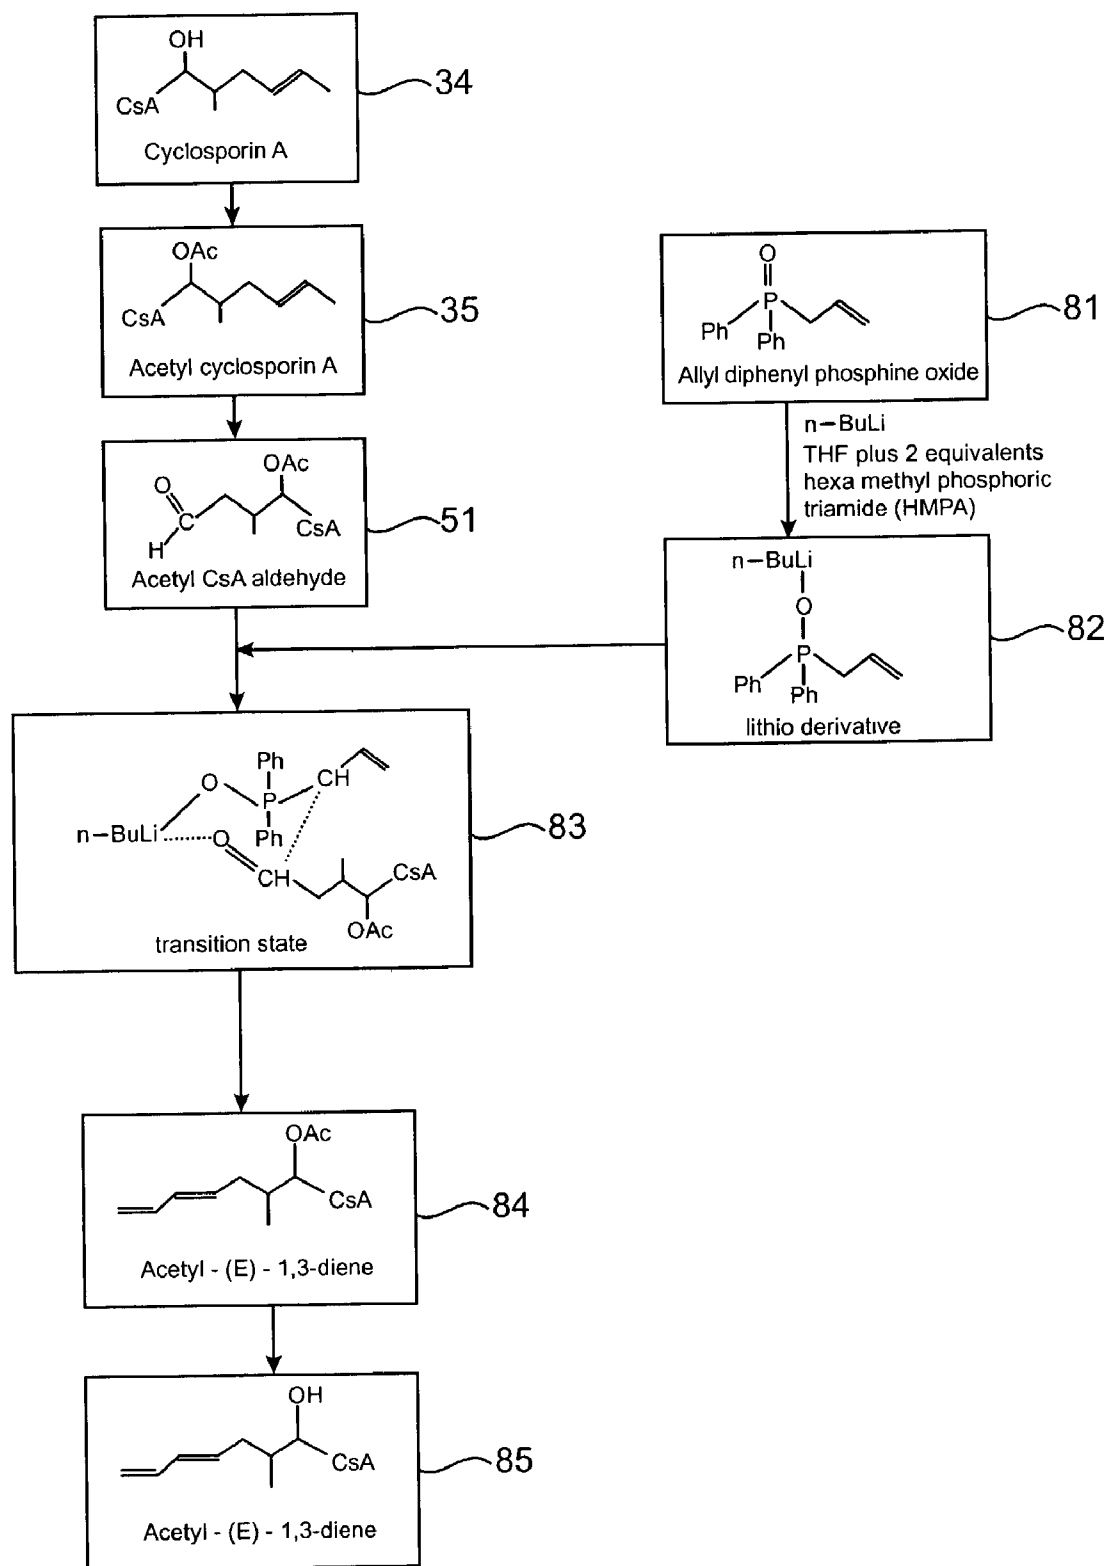 OH
CsA
Cyclosporin A
34
OAc
CsA
Acetyl cyclosporin A
35
O
P
Ph
Ph
Allyl diphenyl phosphine oxide
81
n-BuLi
THF plus 2 equivalents
hexa methyl phosphoric
triamide (HMPA)
OAc
O
C
H
CsA
Acetyl CsA aldehyde
51
n-BuLi
O
P
Ph
Ph
lithio derivative
82
Ph
O
P
CH
Ph
n-BuLi
O
CH
CsA
OAc
transition state
83
OAc
CsA
Acetyl - (E) - 1,3-diene
84
OH
CsA
Acetyl - (E) - 1,3-diene
85